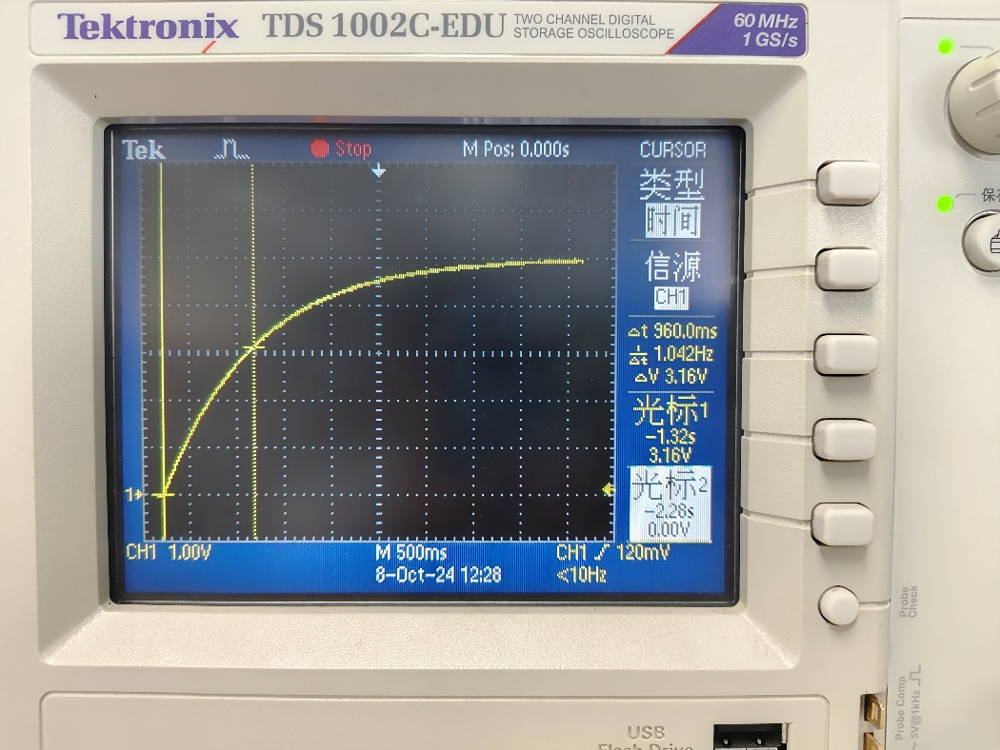 Tektronix TDS 1002C-EDU TWO CHANNEL DIGITAL STORAGE OSCILLOSCOPE
60 MHz
1 GS/s
Tek Stop M Pos: 0.000s CURSOR
类型
时间
信源
CH1
△t 960.0ms
1/△t 1.042Hz
△V 3.16V
光标1
-1.32s
3.16V
光标2
-2.28s
0.00V
1+
CH1 1.00V M 500ms CH1 120mV
8-Oct-24 12:28 <10Hz
保存
Probe Check
Probe Comp
~ 5V@1kHz
USB
Flash Drive